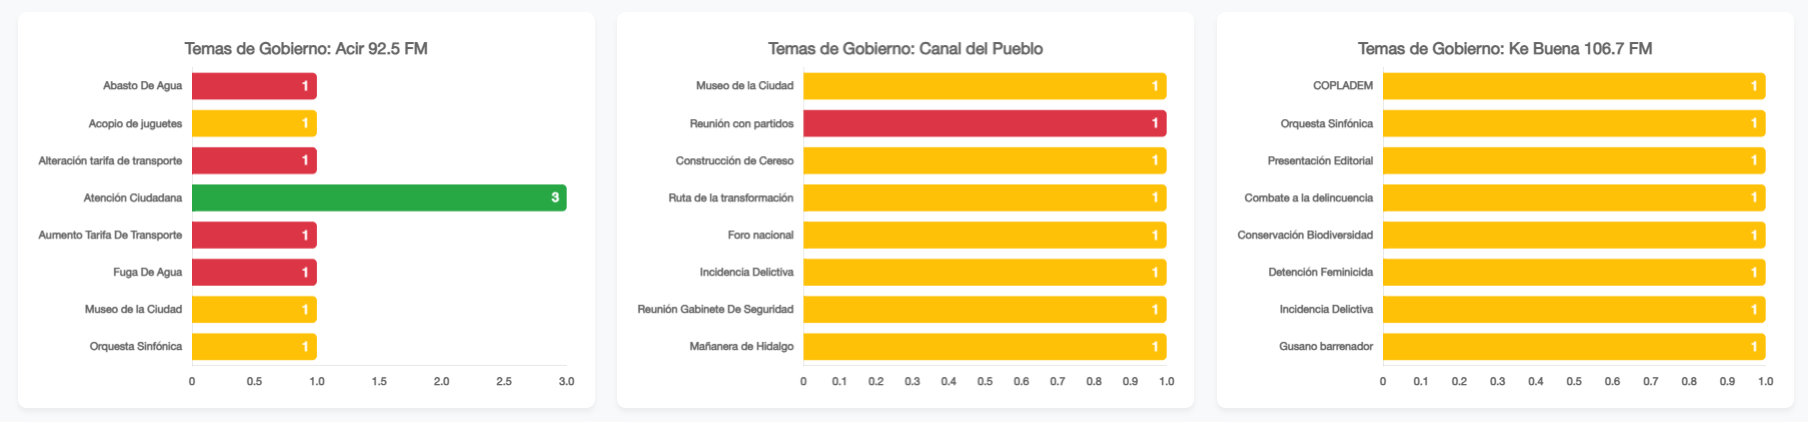 Temas de Gobierno: Acir 92.5 FM
Abasto De Agua 1
Acopio de juguetes 1
Alteración tarifa de transporte 1
Atención Ciudadana 3
Aumento Tarifa De Transporte 1
Fuga De Agua 1
Museo de la Ciudad 1
Orquesta Sinfónica 1
0 0.5 1.0 1.5 2.0 2.5 3.0
Temas de Gobierno: Canal del Pueblo
Museo de la Ciudad 1
Reunión con partidos 1
Construcción de Cereso 1
Ruta de la transformación 1
Foro nacional 1
Incidencia Delictiva 1
Reunión Gabinete De Seguridad 1
Mañanera de Hidalgo 1
0 0.1 0.2 0.3 0.4 0.5 0.6 0.7 0.8 0.9 1.0
Temas de Gobierno: Ke Buena 106.7 FM
COPLADEM 1
Orquesta Sinfónica 1
Presentación Editorial 1
Combate a la delincuencia 1
Conservación Biodiversidad 1
Detención Feminicida 1
Incidencia Delictiva 1
Gusano barrenador 1
0 0.1 0.2 0.3 0.4 0.5 0.6 0.7 0.8 0.9 1.0